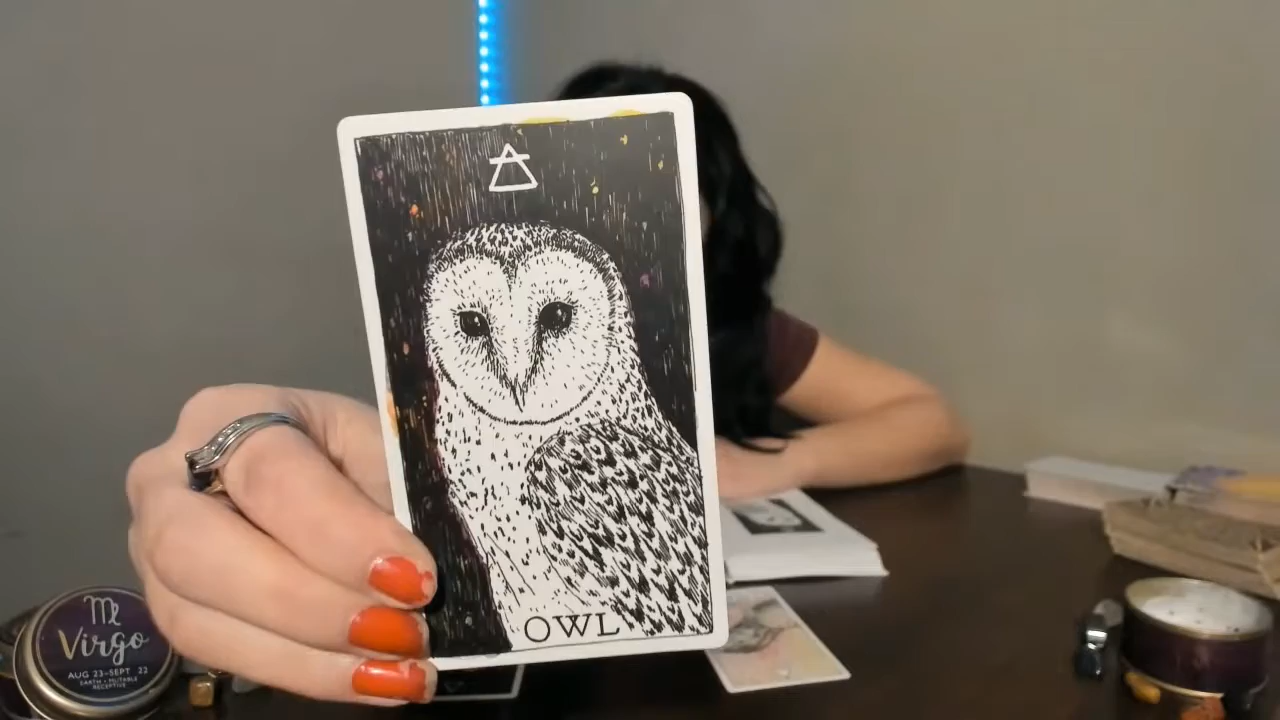 OWL
Virgo
AUG 23-SEPT 22
EARTH • MUTABLE
RECEPTIVE